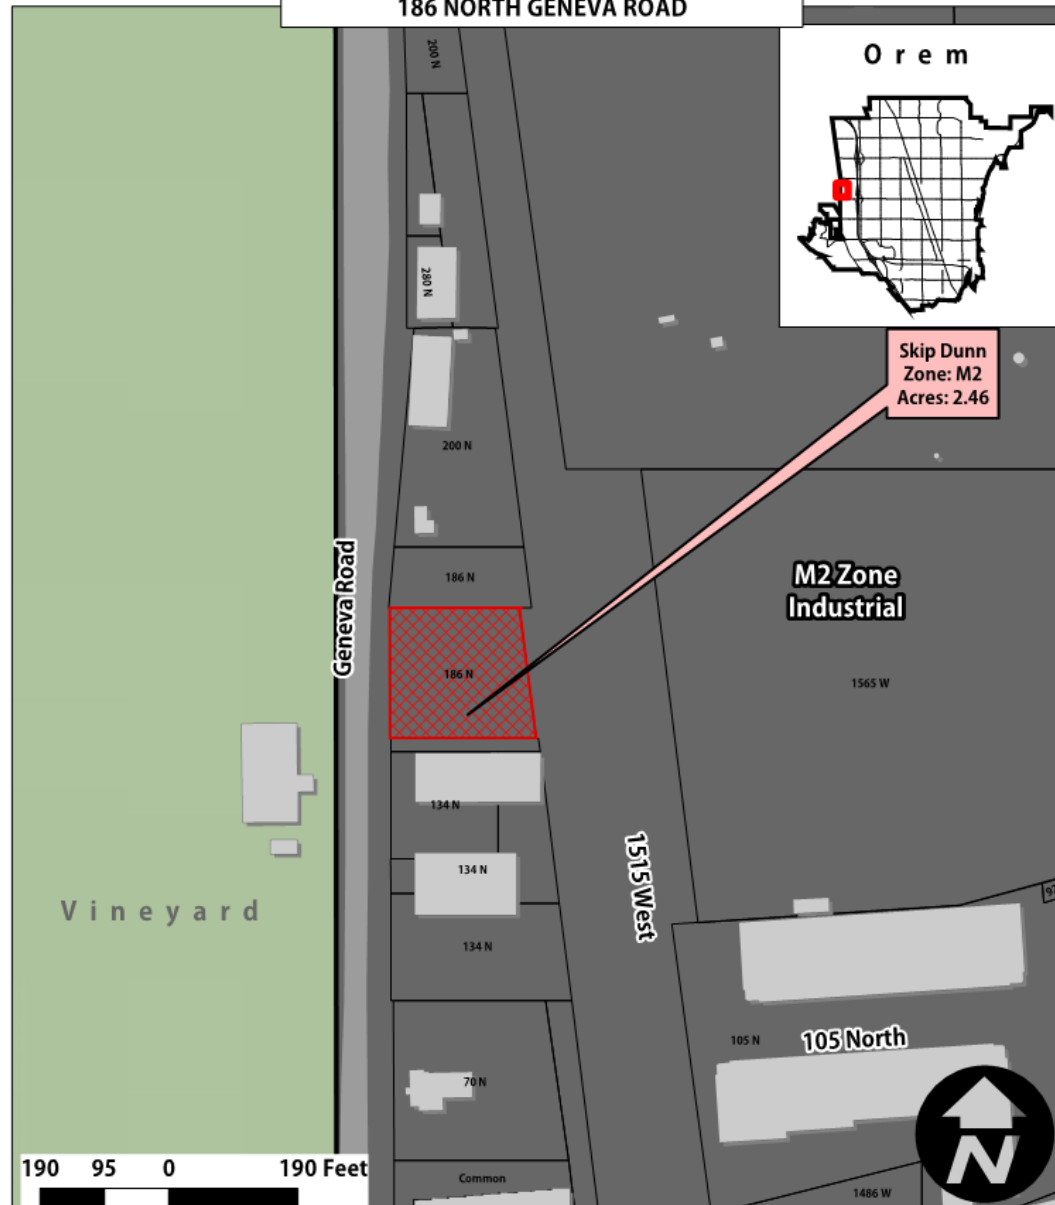 186 NORTH GENEVA ROAD
Orem
200 N
280 N
Skip Dunn
Zone: M2
Acres: 2.46
200 N
Geneva Road
186 N
M2 Zone
Industrial
186 N
1565 W
134 N
1515 West
134 N
Vineyard
134 N
105 N
105 North
70 N
N
190 95 0 190 Feet
Common
1486 W